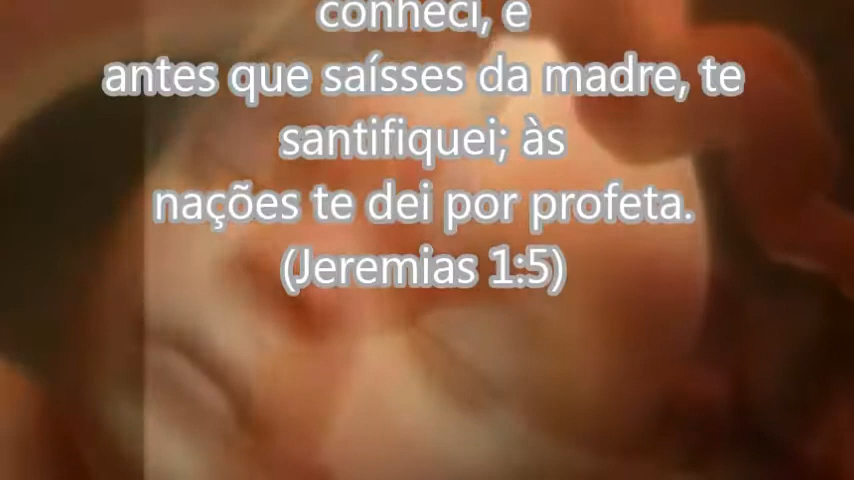 conheci, e
antes que saísses da madre, te
santifiquei; às
nações te dei por profeta.
(Jeremias 1:5)